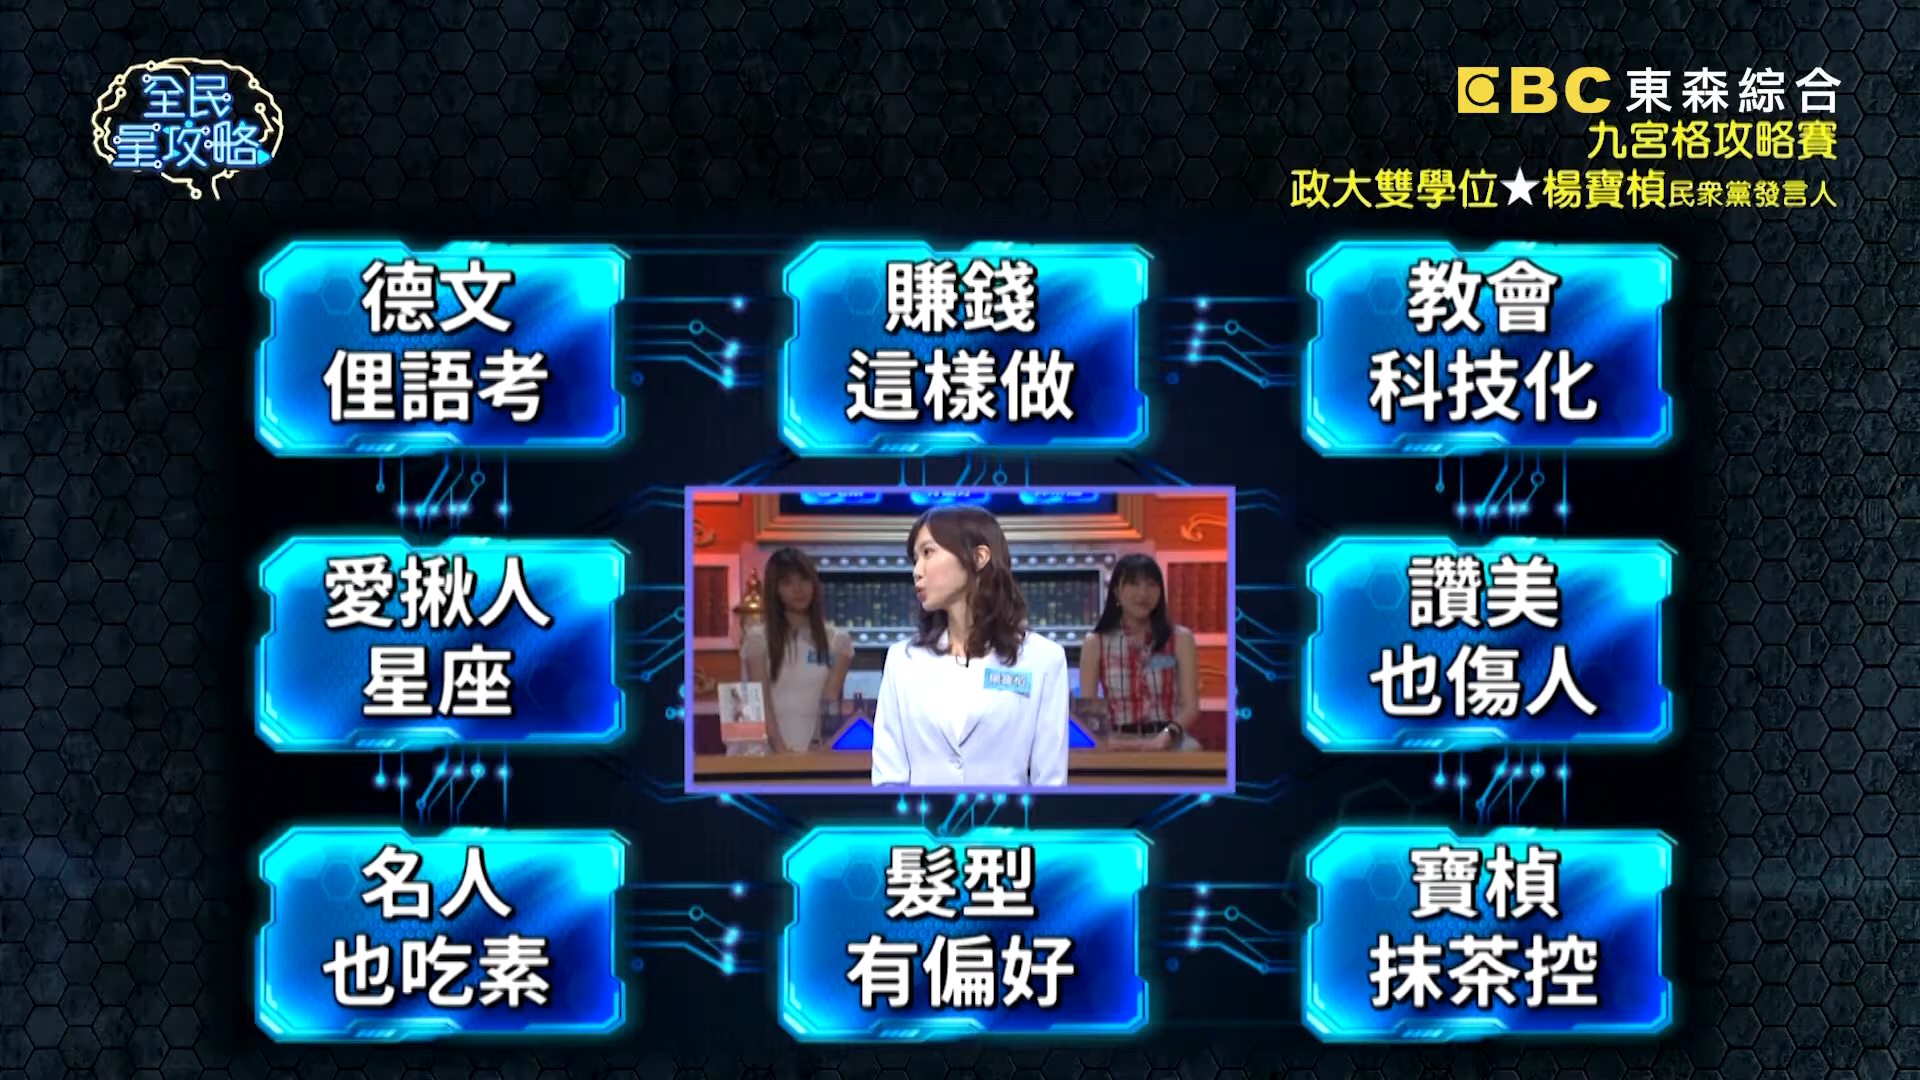 全民
星攻略
EBC 東森綜合
九宮格攻略賽
政大雙學位★楊寶楨民眾黨發言人
德文
俚語考
賺錢
這樣做
教會
科技化
愛揪人
星座
楊寶楨
讚美
也傷人
名人
也吃素
髮型
有偏好
寶楨
抹茶控